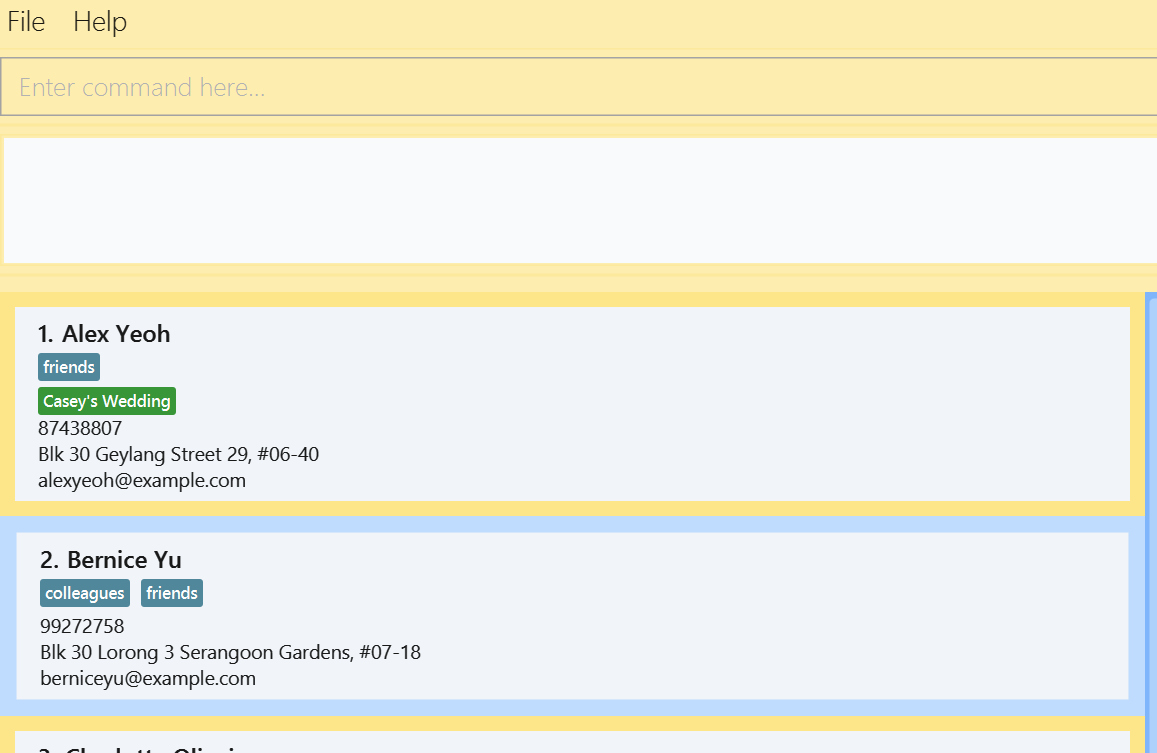 File Help
Enter command here...
1. Alex Yeoh
friends
Casey's Wedding
87438807
Blk 30 Geylang Street 29, #06-40
alexyeoh@example.com
2. Bernice Yu
colleagues friends
99272758
Blk 30 Lorong 3 Serangoon Gardens, #07-18
berniceyu@example.com